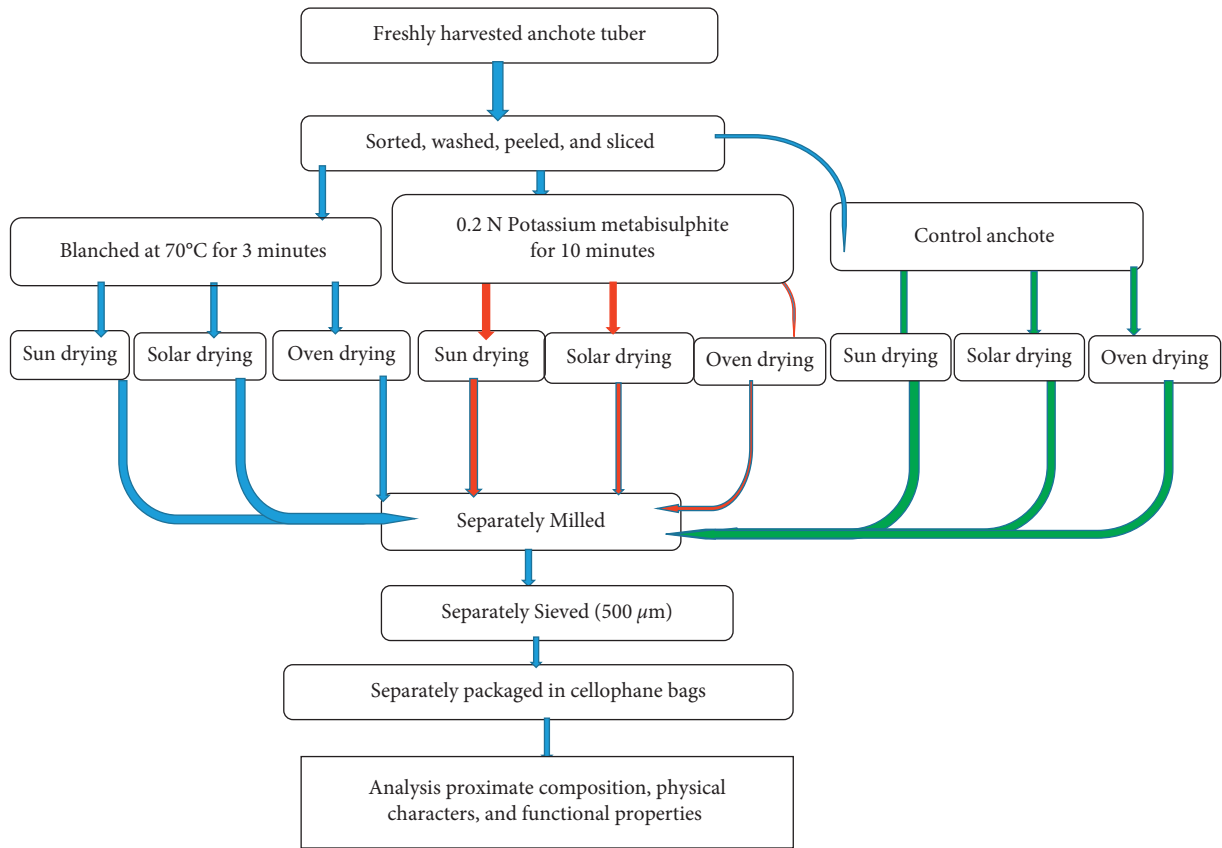 Freshly harvested anchote tuber
Sorted, washed, peeled, and sliced
Blanched at 70°C for 3 minutes
0.2 N Potassium metabisulphite
for 10 minutes
Control anchote
Sun drying
Solar drying
Oven drying
Sun drying
Solar drying
Oven drying
Sun drying
Solar drying
Oven drying
Separately Milled
Separately Sieved (500 μm)
Separately packaged in cellophane bags
Analysis proximate composition, physical
characters, and functional properties